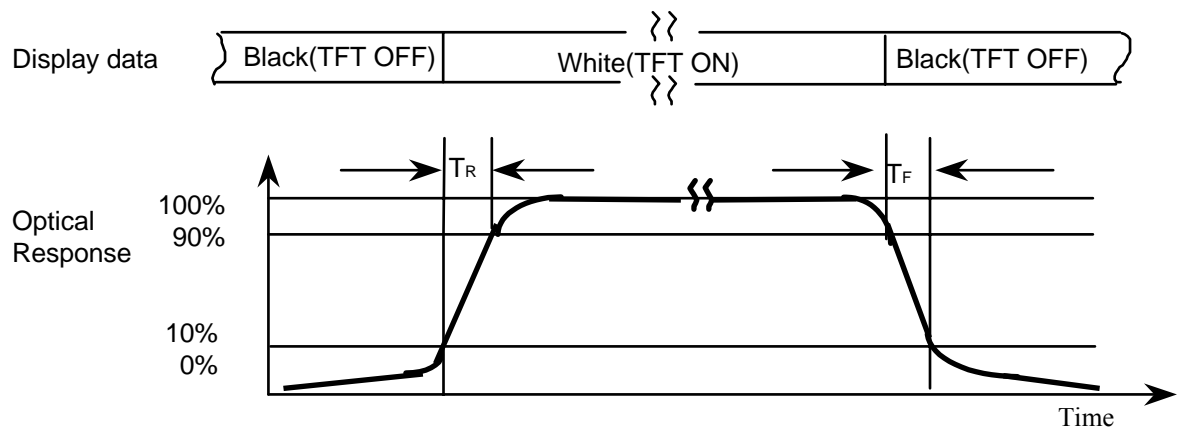 Display data
Black(TFT OFF)
White(TFT ON)
Black(TFT OFF)
TR
TF
Optical
Response
100%
90%
10%
0%
Time